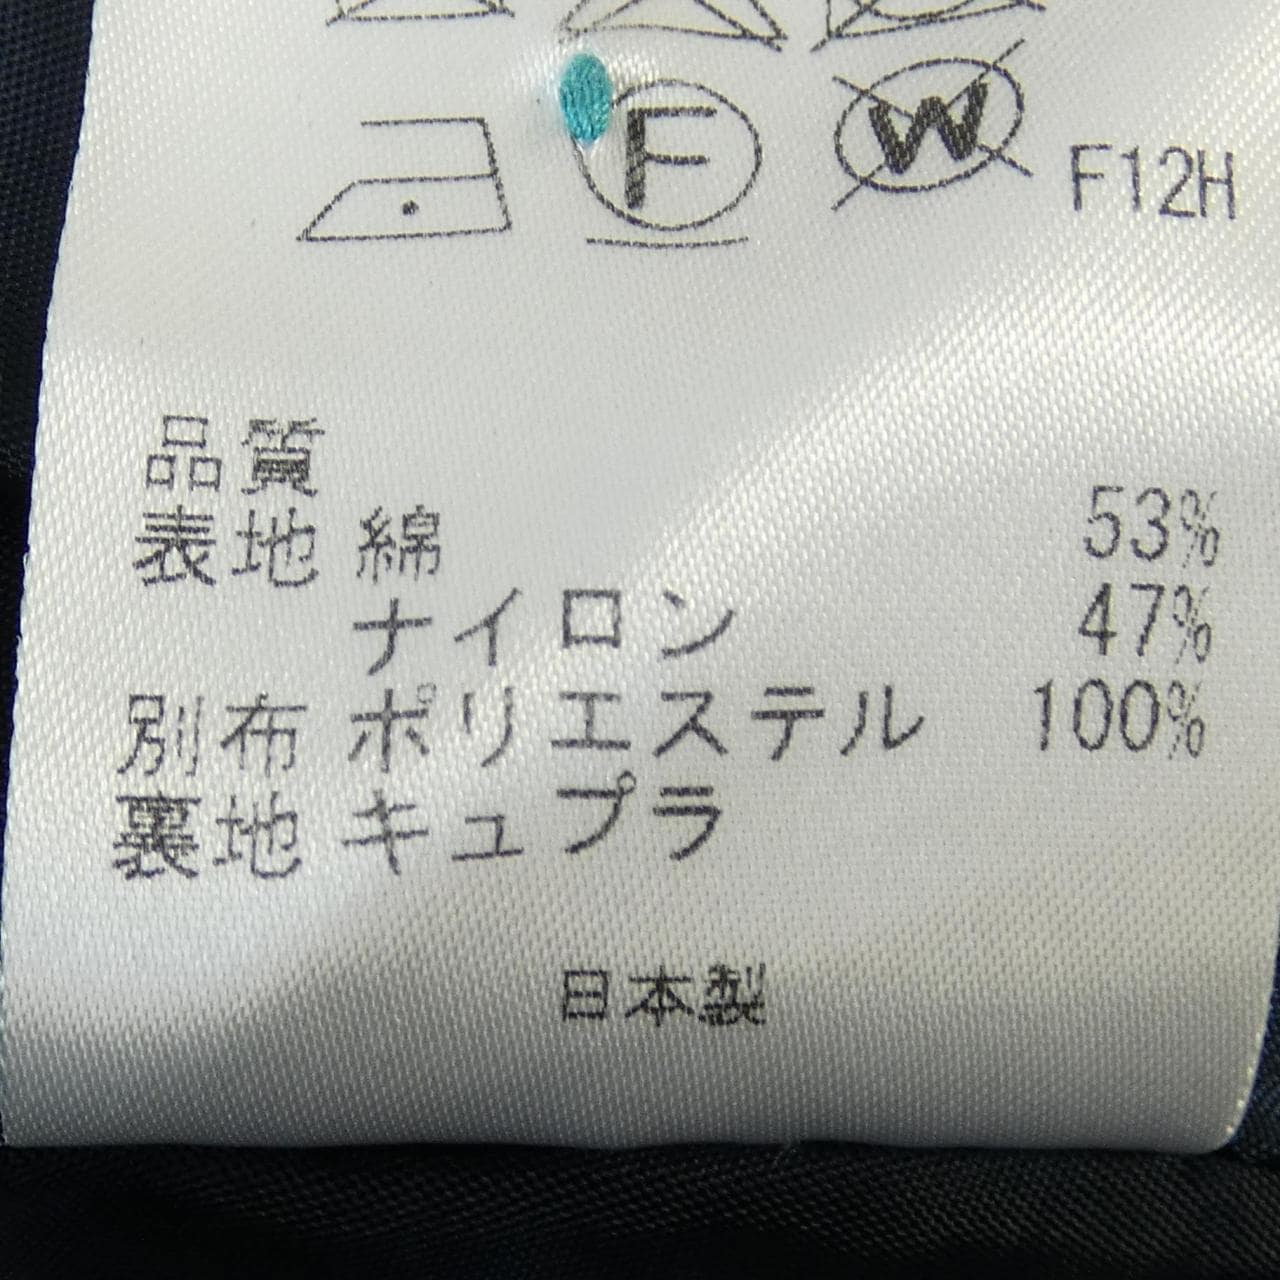 F
W
F12H
品質
表地 綿 53%
ナイロン 47%
別布 ポリエステル 100%
裏地 キュプラ
日本製